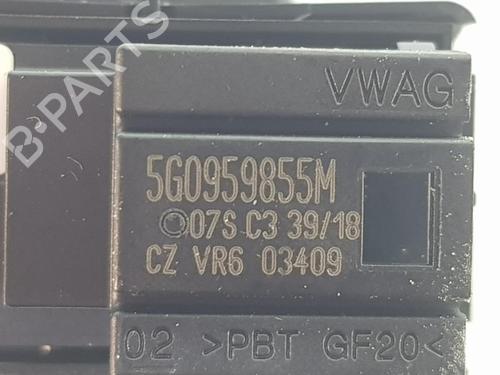 B-PARTS
VWAG
5G0959855M
07S C3 39/18
CZ VR6 03409
02 >PBT GF20<